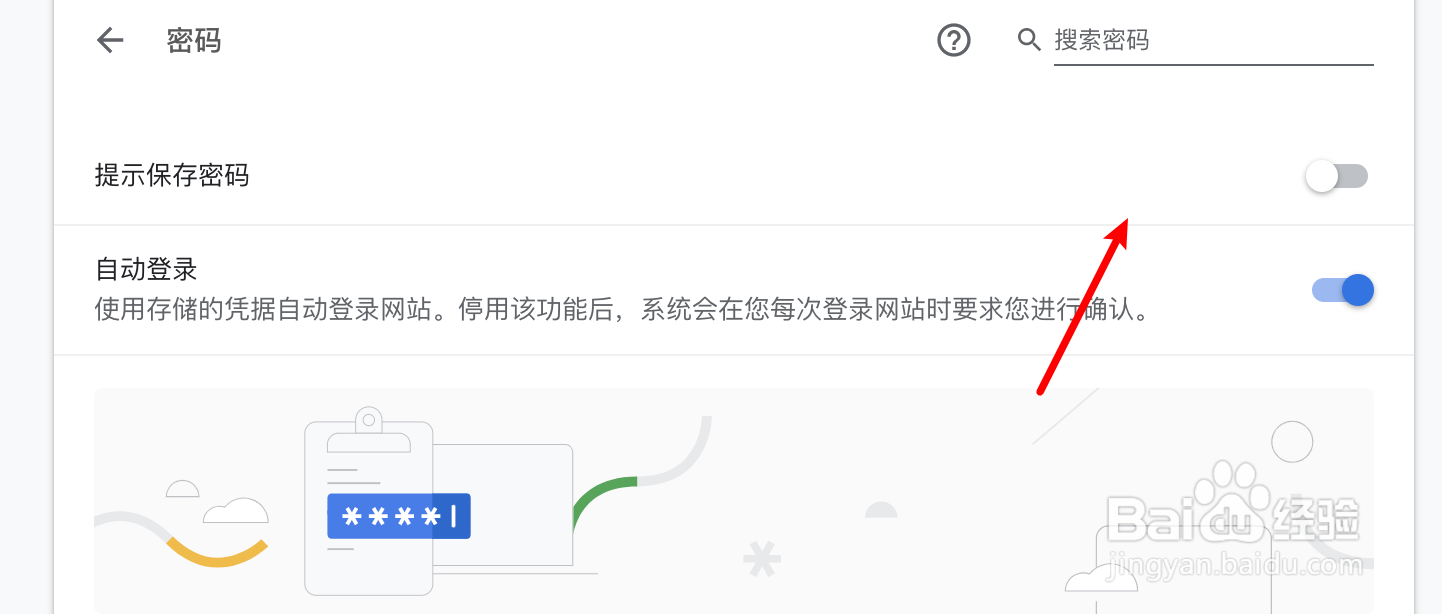 密码
搜索密码
提示保存密码
自动登录
使用存储的凭据自动登录网站。停用该功能后，系统会在您每次登录网站时要求您进行确认。
****|
Baidu经验
jingyan.baidu.com